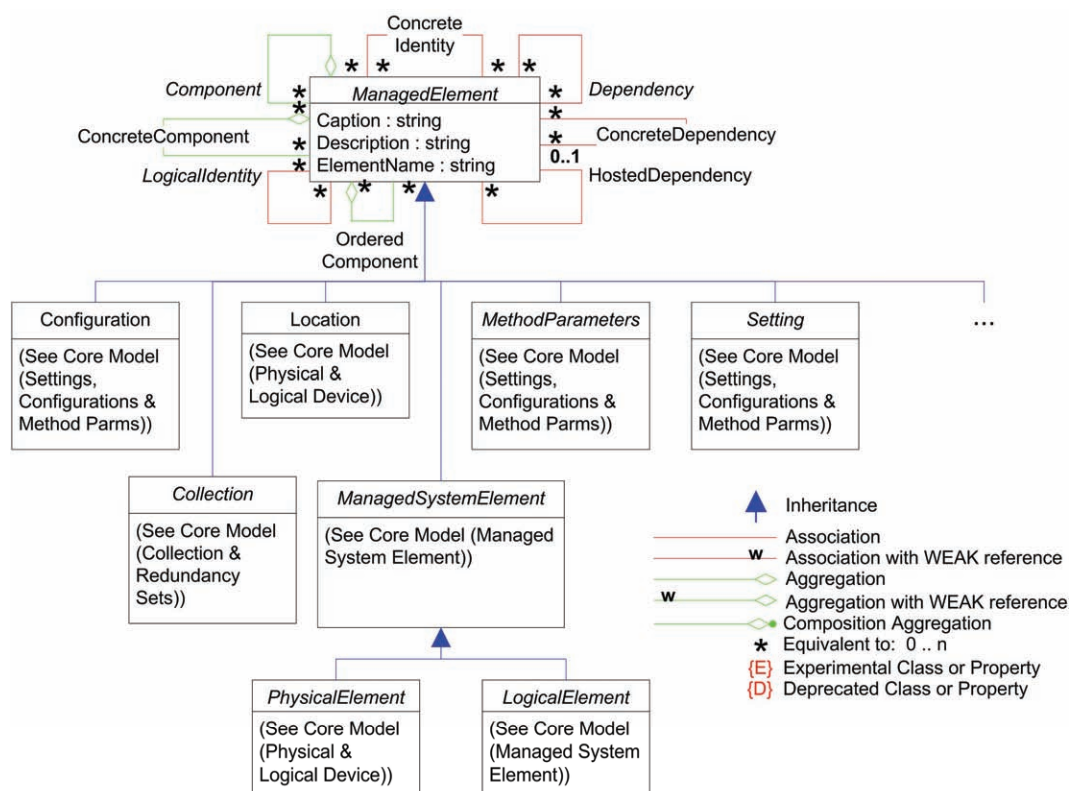 Concrete
Identity
* * * *
Component
*
ManagedElement
*
Dependency
*
Caption : string
*
ConcreteComponent
*
Description : string
*
ConcreteDependency
*
ElementName : string
0..1
LogicalIdentity
HostedDependency
* * * *
Ordered
Component
Configuration
(See Core Model
(Settings,
Configurations &
Method Parms))
Location
(See Core Model
(Physical &
Logical Device))
MethodParameters
(See Core Model
(Settings,
Configurations &
Method Parms))
Setting
(See Core Model
(Settings,
Configurations &
Method Parms))
...
Collection
(See Core Model
(Collection &
Redundancy
Sets))
ManagedSystemElement
(See Core Model (Managed
System Element))
PhysicalElement
(See Core Model
(Physical &
Logical Device))
LogicalElement
(See Core Model
(Managed System
Element))
Inheritance
Association
w Association with WEAK reference
Aggregation
w Aggregation with WEAK reference
Composition Aggregation
* Equivalent to: 0 .. n
{E} Experimental Class or Property
{D} Deprecated Class or Property